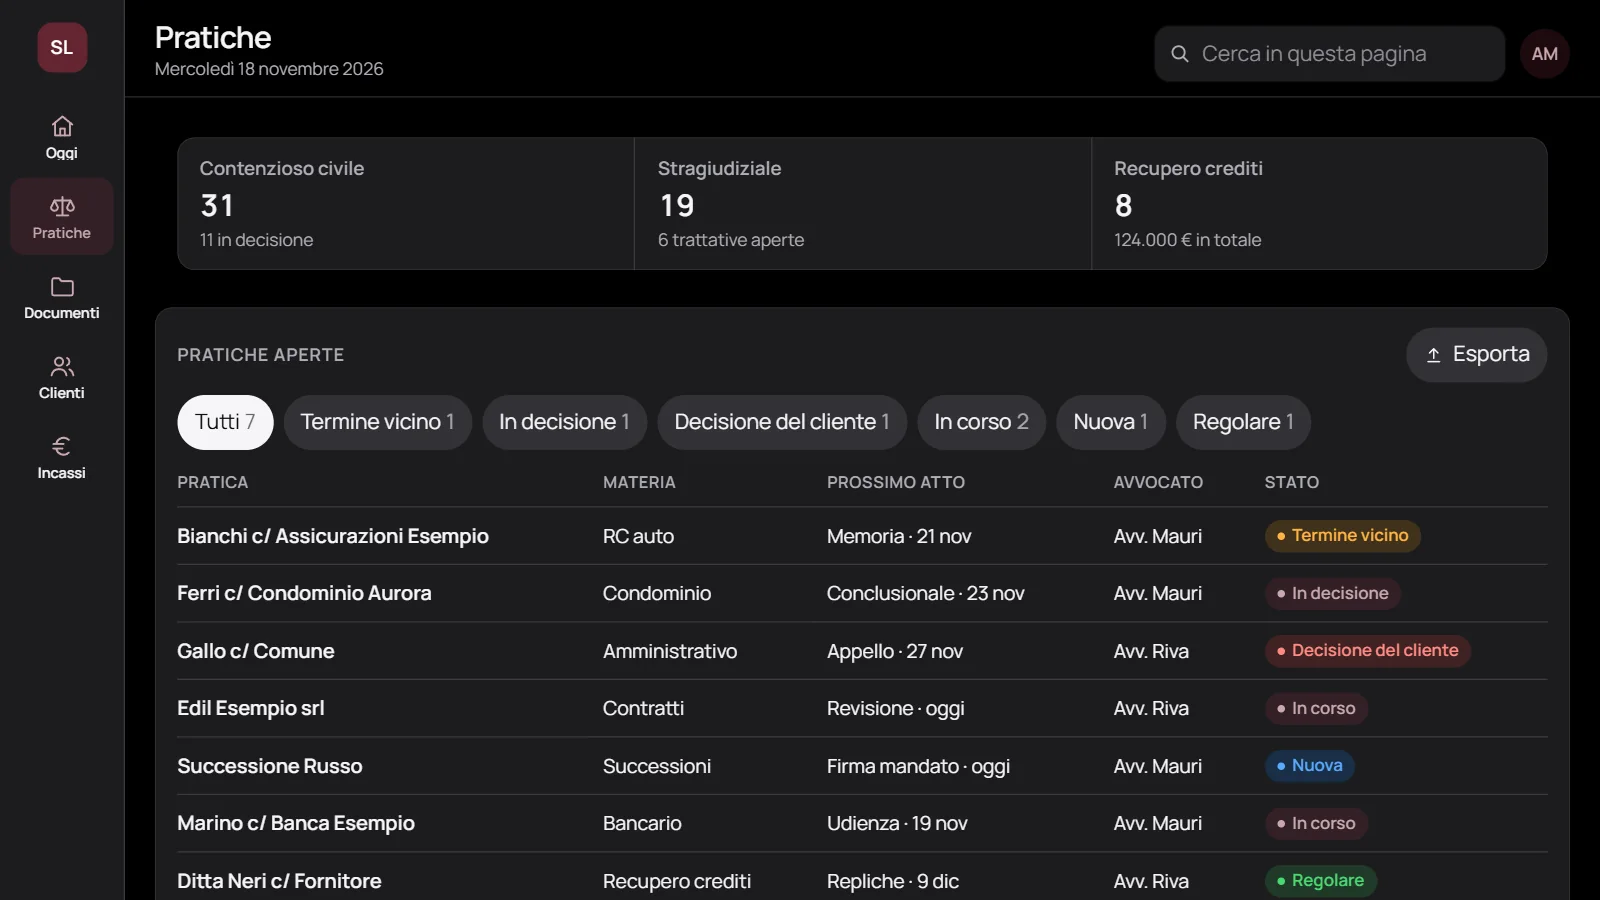 SL
Oggi
Pratiche
Documenti
Clienti
Incassi
Pratiche
Mercoledì 18 novembre 2026
Cerca in questa pagina
AM
Contenzioso civile
31
11 in decisione
Stragiudiziale
19
6 trattative aperte
Recupero crediti
8
124.000 € in totale
PRATICHE APERTE
Esporta
Tutti 7 Termine vicino 1 In decisione 1 Decisione del cliente 1 In corso 2 Nuova 1 Regolare 1
PRATICA MATERIA PROSSIMO ATTO AVVOCATO STATO
Bianchi c/ Assicurazioni Esempio RC auto Memoria · 21 nov Avv. Mauri Termine vicino
Ferri c/ Condominio Aurora Condominio Conclusionale · 23 nov Avv. Mauri In decisione
Gallo c/ Comune Amministrativo Appello · 27 nov Avv. Riva Decisione del cliente
Edil Esempio srl Contratti Revisione · oggi Avv. Riva In corso
Successione Russo Successioni Firma mandato · oggi Avv. Mauri Nuova
Marino c/ Banca Esempio Bancario Udienza · 19 nov Avv. Mauri In corso
Ditta Neri c/ Fornitore Recupero crediti Repliche · 9 dic Avv. Riva Regolare